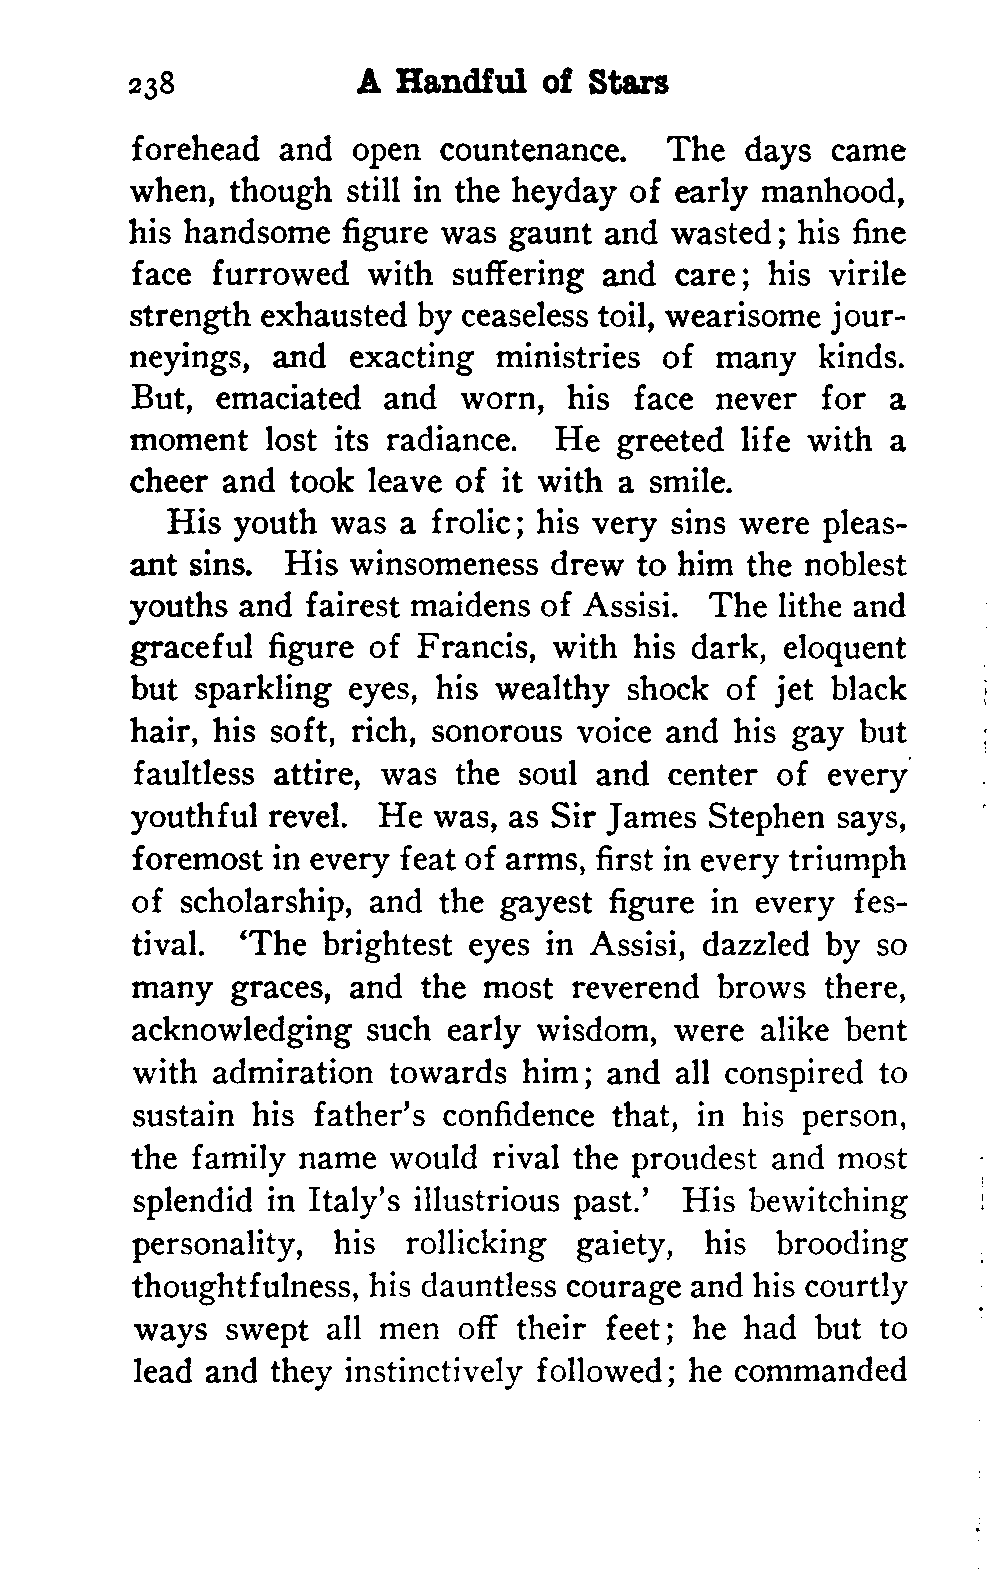 238 A Handful of Stars
forehead and open countenance. The days came
when, though still in the heyday of early manhood,
his handsome figure was gaunt and wasted; his fine
face furrowed with suffering and care; his virile
strength exhausted by ceaseless toil, wearisome jour-
neyings, and exacting ministries of many kinds.
But, emaciated and worn, his face never for a
moment lost its radiance. He greeted life with a
cheer and took leave of it with a smile.
His youth was a frolic; his very sins were pleas-
ant sins. His winsomeness drew to him the noblest
youths and fairest maidens of Assisi. The lithe and
graceful figure of Francis, with his dark, eloquent
but sparkling eyes, his wealthy shock of jet black
hair, his soft, rich, sonorous voice and his gay but
faultless attire, was the soul and center of every
youthful revel. He was, as Sir James Stephen says,
foremost in every feat of arms, first in every triumph
of scholarship, and the gayest figure in every fes-
tival. ‘The brightest eyes in Assisi, dazzled by so
many graces, and the most reverend brows there,
acknowledging such early wisdom, were alike bent
with admiration towards him; and all conspired to
sustain his father's confidence that, in his person,
the family name would rival the proudest and most
splendid in Italy's illustrious past.’ His bewitching
personality, his rollicking gaiety, his brooding
thoughtfulness, his dauntless courage and his courtly
ways swept all men off their feet; he had but to
lead and they instinctively followed; he commanded